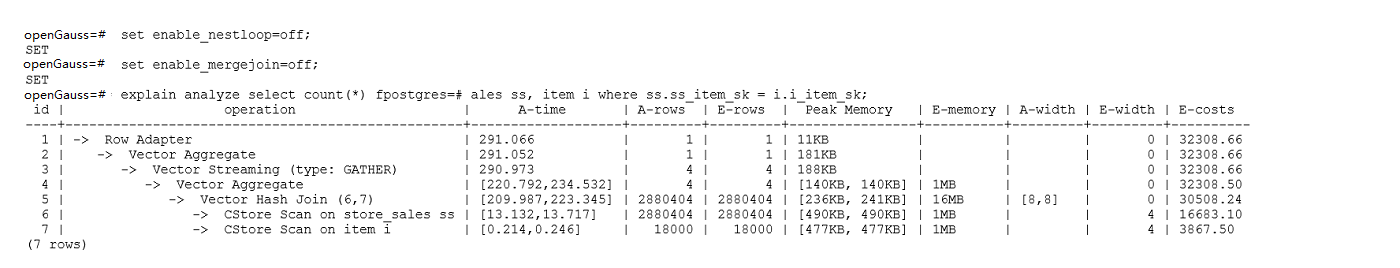 openGauss=# set enable_nestloop=off;
SET
openGauss=# set enable_mergejoin=off;
SET
openGauss=# explain analyze select count(*) fpostgres=# ales ss, item i where ss.ss_item_sk = i.i_item_sk;
 id |                  operation                    |      A-time       | A-rows  | E-rows  |  Peak Memory   | E-memory | A-width | E-width | E-costs
----+-----------------------------------------------+-------------------+---------+---------+----------------+----------+---------+---------+----------
  1 | ->  Row Adapter                               | 291.066           |       1 |       1 | 11KB           |          |         |       0 | 32308.66
  2 |    ->  Vector Aggregate                       | 291.052           |       1 |       1 | 181KB          |          |         |       0 | 32308.66
  3 |       ->  Vector Streaming (type: GATHER)     | 290.973           |       4 |       4 | 188KB          |          |         |       0 | 32308.66
  4 |          ->  Vector Aggregate                 | [220.792,234.532] |       4 |       4 | [140KB, 140KB] | 1MB      |         |       0 | 32308.50
  5 |             ->  Vector Hash Join (6,7)        | [209.987,223.345] | 2880404 | 2880404 | [236KB, 241KB] | 16MB     | [8,8]   |       0 | 30508.24
  6 |                ->  CStore Scan on store_sales ss | [13.132,13.717]   | 2880404 | 2880404 | [490KB, 490KB] | 1MB      |         |       4 | 16683.10
  7 |                ->  CStore Scan on item i      | [0.214,0.246]     |   18000 |   18000 | [477KB, 477KB] | 1MB      |         |       4 | 3867.50
(7 rows)